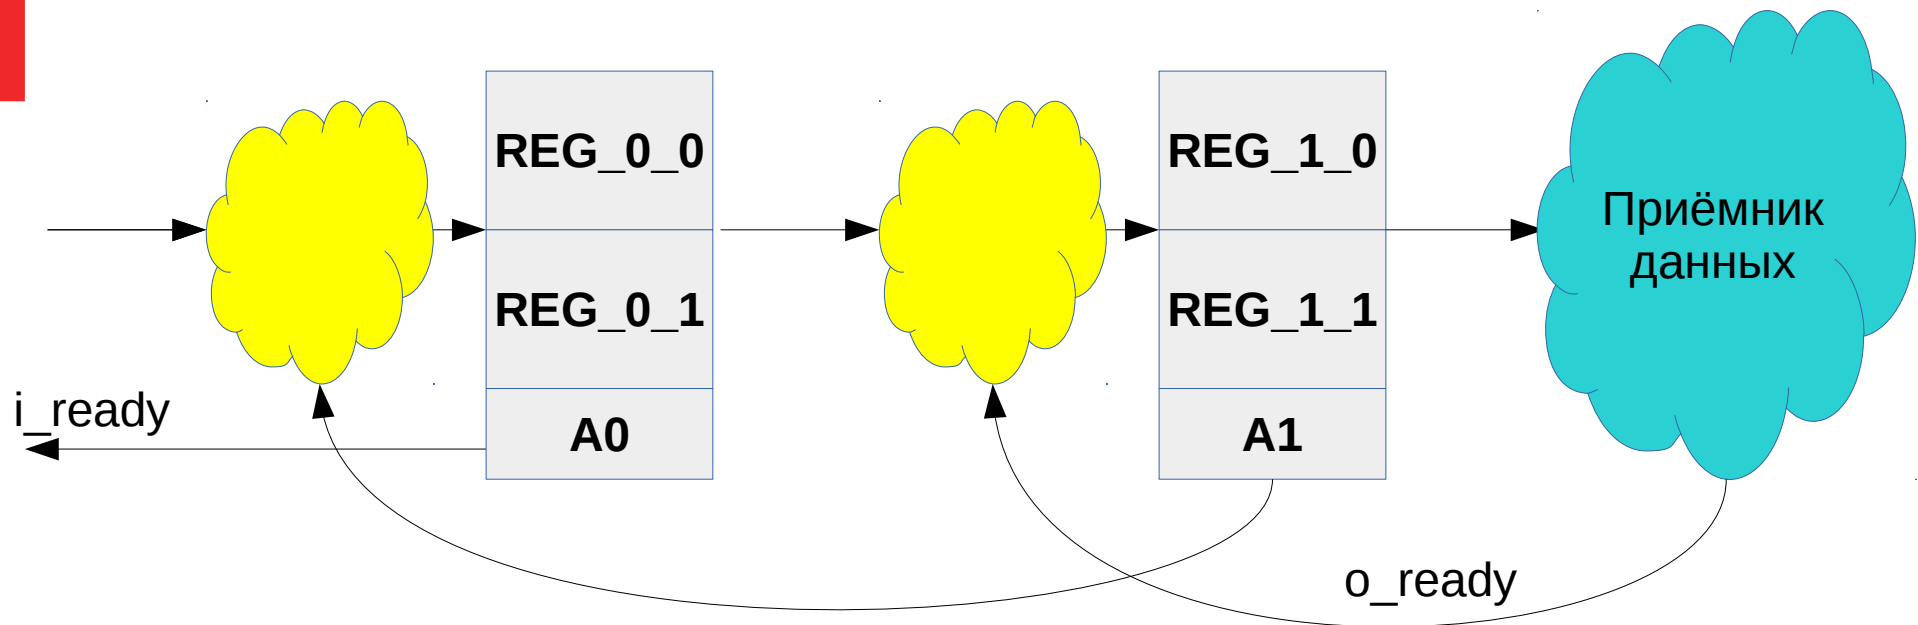 REG_0_0
REG_1_0
REG_0_1
REG_1_1
Приёмник
данных
i_ready
A0
A1
o_ready